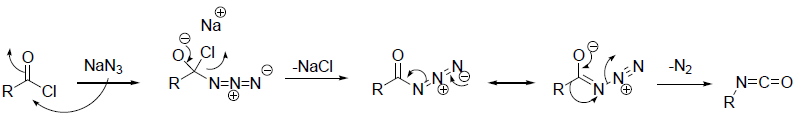 O
R Cl
NaN3
Na ⊕
O ⊖ Cl
R N=N=N ⊖
⊕
-NaCl
O
R N N N ⊖
⊕
O ⊖
R N N N
⊕
-N2
N=C=O
R